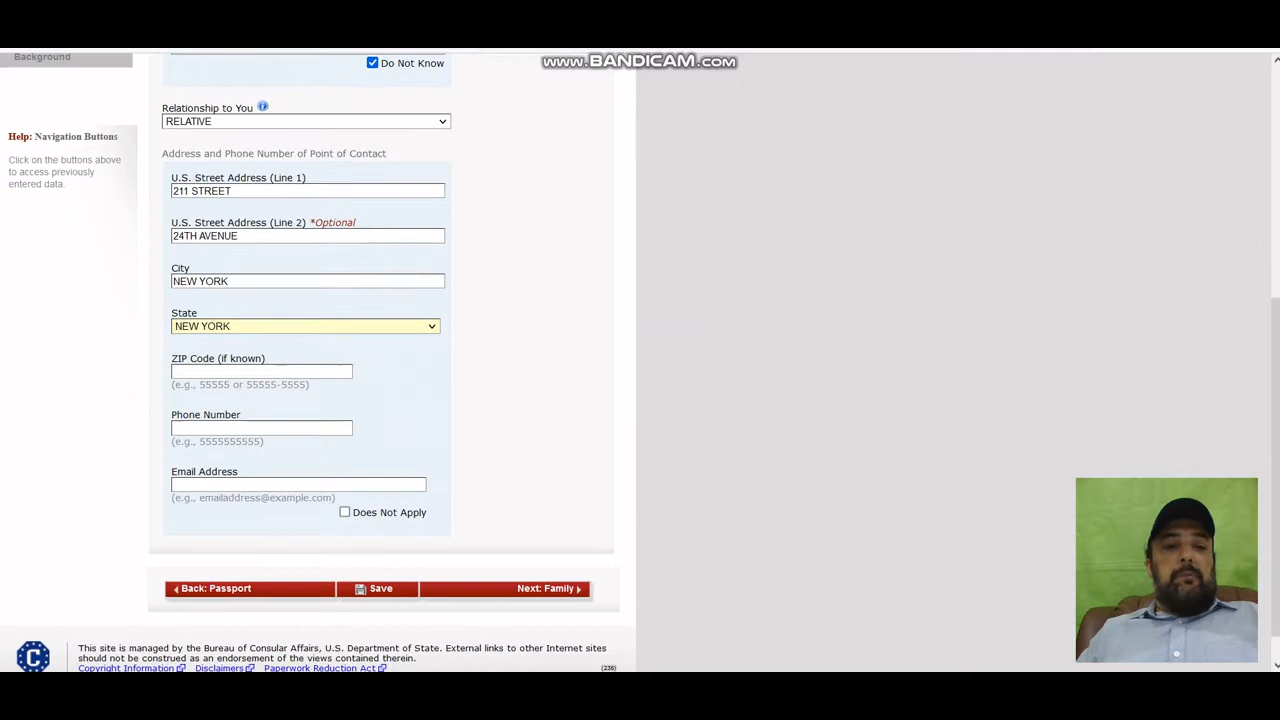 WWW.BANDICAM.COM
Background
Do Not Know
Relationship to You
RELATIVE
Help: Navigation Buttons
Click on the buttons above
to access previously
entered data.
Address and Phone Number of Point of Contact
U.S. Street Address (Line 1)
211 STREET
U.S. Street Address (Line 2) *Optional
24TH AVENUE
City
NEW YORK
State
NEW YORK
ZIP Code (if known)
(e.g., 55555 or 55555-5555)
Phone Number
(e.g., 5555555555)
Email Address
(e.g., emailaddress@example.com)
Does Not Apply
Back: Passport
Save
Next: Family
This site is managed by the Bureau of Consular Affairs, U.S. Department of State. External links to other Internet sites
should not be construed as an endorsement of the views contained therein.
Copyright Information Disclaimers Paperwork Reduction Act
(236)